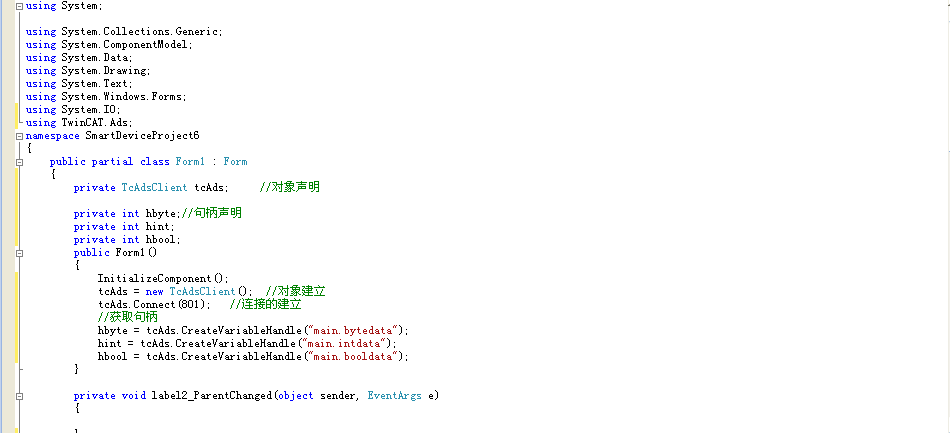 using System;
using System.Collections.Generic;
using System.ComponentModel;
using System.Data;
using System.Drawing;
using System.Text;
using System.Windows.Forms;
using System.IO;
using TwinCAT.Ads;
namespace SmartDeviceProject6
{
public partial class Form1 : Form
{
private TcAdsClient tcAds; //对象声明
private int hbyte;//句柄声明
private int hint;
private int hbool;
public Form1()
{
InitializeComponent();
tcAds = new TcAdsClient(); //对象建立
tcAds.Connect(801); //连接的建立
//获取句柄
hbyte = tcAds.CreateVariableHandle("main.bytedata");
hint = tcAds.CreateVariableHandle("main.intdata");
hbool = tcAds.CreateVariableHandle("main.booldata");
}
private void label2_ParentChanged(object sender, EventArgs e)
{
}